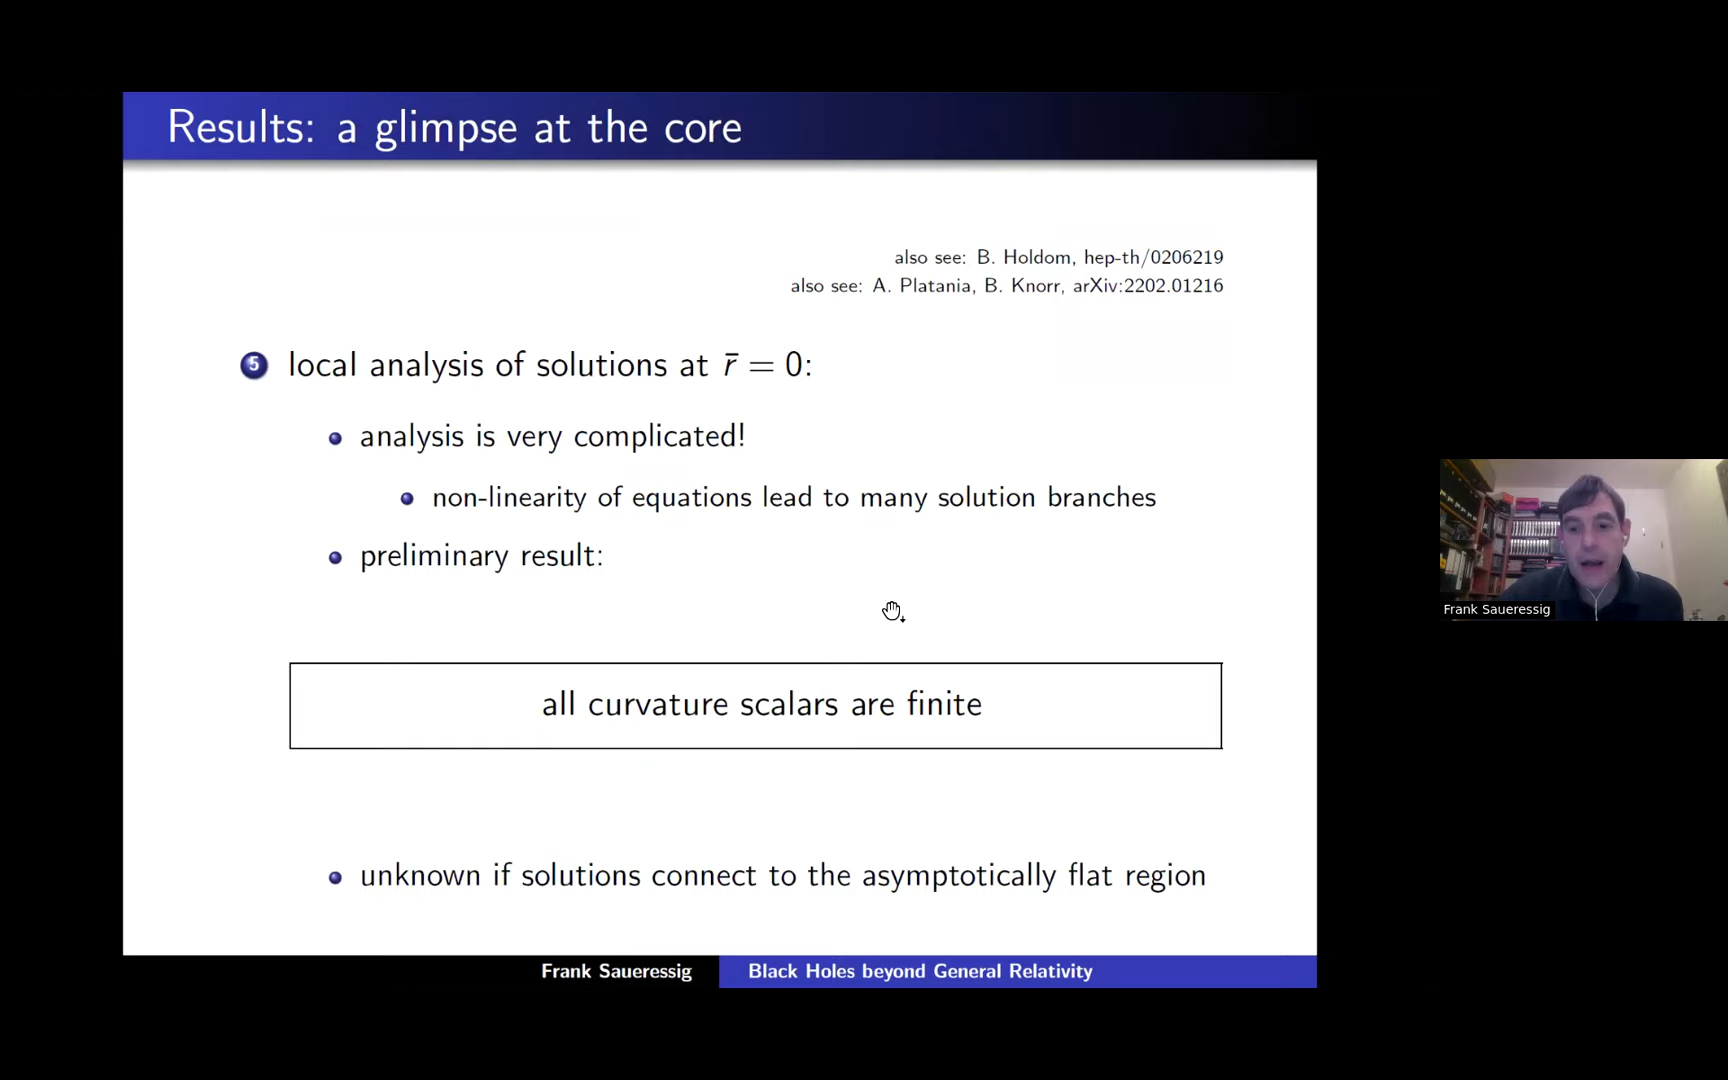 Results: a glimpse at the core
also see: B. Holdom, hep-th/0206219
also see: A. Platania, B. Knorr, arXiv:2202.01216
5 local analysis of solutions at r̄ = 0:
analysis is very complicated!
non-linearity of equations lead to many solution branches
preliminary result:
all curvature scalars are finite
unknown if solutions connect to the asymptotically flat region
Frank Saueressig
Black Holes beyond General Relativity
Frank Saueressig